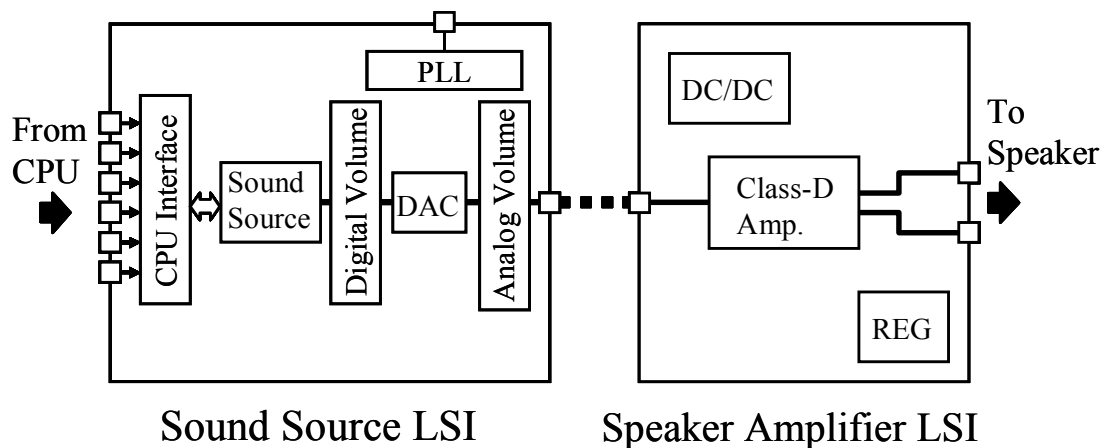 From
CPU
CPU Interface
Sound
Source
Digital Volume
DAC
Analog Volume
PLL
DC/DC
Class-D
Amp.
REG
To
Speaker
Sound Source LSI
Speaker Amplifier LSI